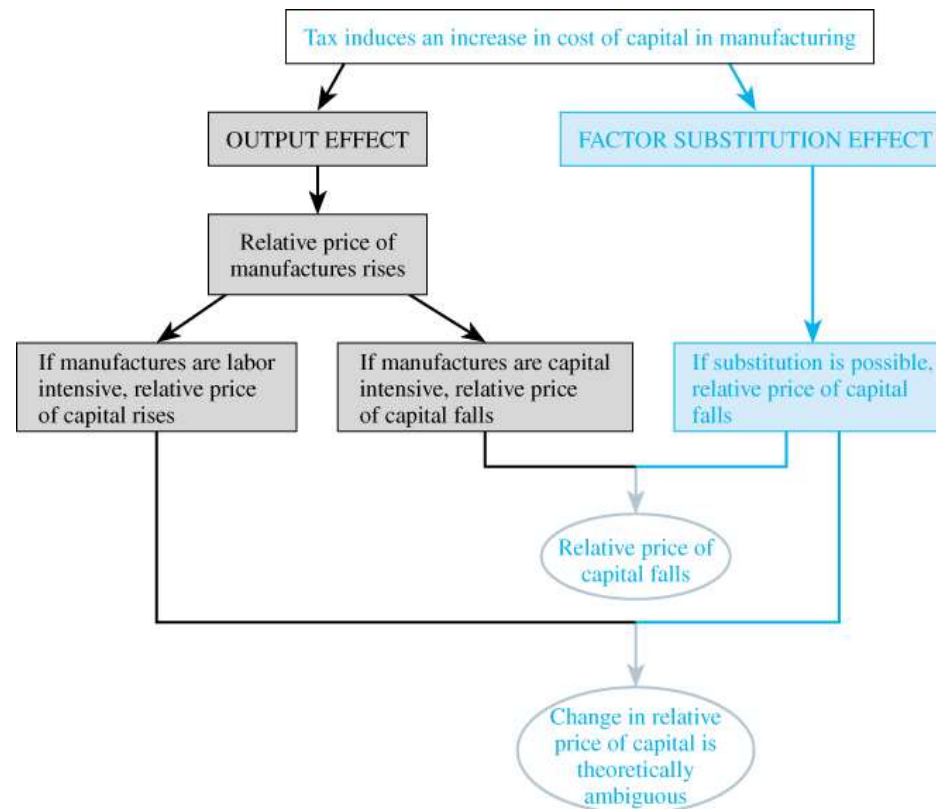 Tax induces an increase in cost of capital in manufacturing
OUTPUT EFFECT
FACTOR SUBSTITUTION EFFECT
Relative price of
manufactures rises
If manufactures are labor
intensive, relative price
of capital rises
If manufactures are capital
intensive, relative price
of capital falls
If substitution is possible,
relative price of capital
falls
Relative price of
capital falls
Change in relative
price of capital is
theoretically
ambiguous